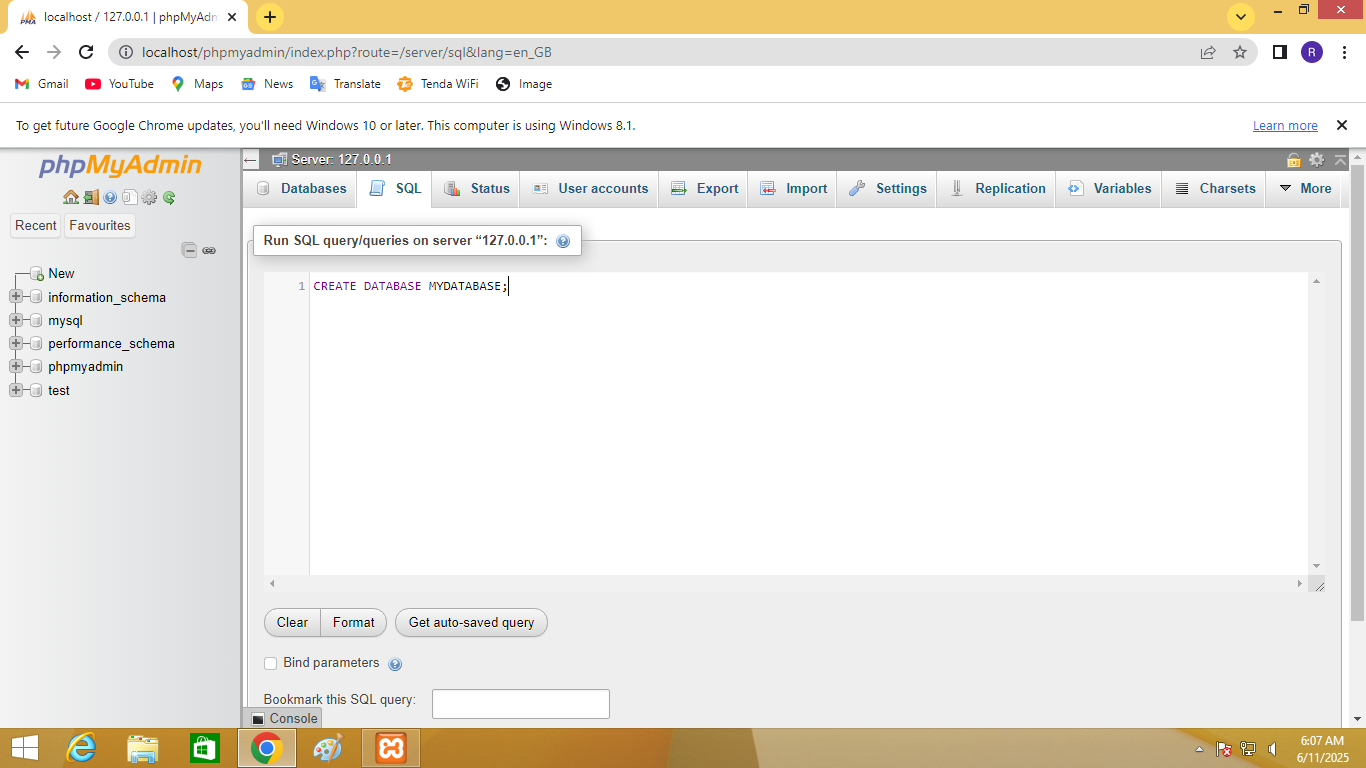 localhost / 127.0.0.1 | phpMyAdm
localhost/phpmyadmin/index.php?route=/server/sql&lang=en_GB
R
Gmail YouTube Maps News Translate Tenda WiFi Image
To get future Google Chrome updates, you'll need Windows 10 or later. This computer is using Windows 8.1. Learn more
phpMyAdmin
Server: 127.0.0.1
Databases SQL Status User accounts Export Import Settings Replication Variables Charsets More
Recent Favourites
Run SQL query/queries on server “127.0.0.1”:
New
information_schema
mysql
performance_schema
phpmyadmin
test
1 CREATE DATABASE MYDATABASE;
Clear Format Get auto-saved query
Bind parameters
Bookmark this SQL query:
Console
6:07 AM
6/11/2025